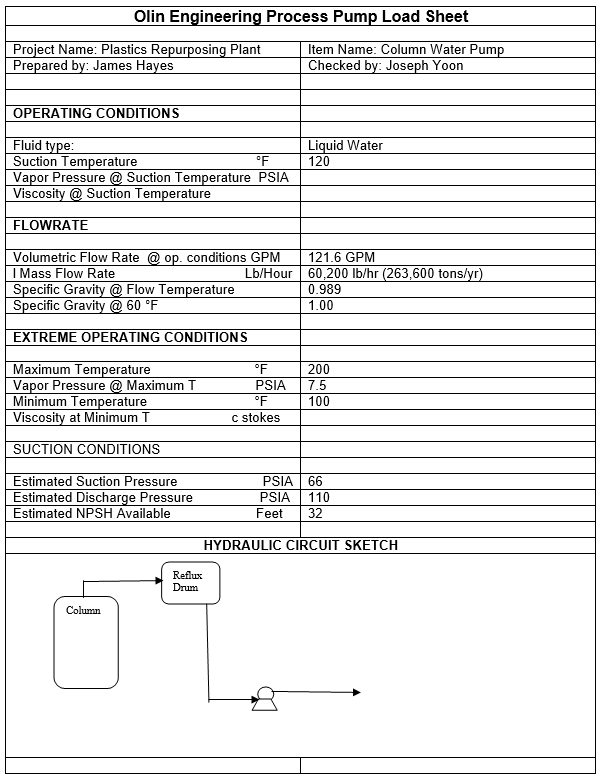 Olin Engineering Process Pump Load Sheet
Project Name: Plastics Repurposing Plant Item Name: Column Water Pump
Prepared by: James Hayes Checked by: Joseph Yoon
OPERATING CONDITIONS
Fluid type: Liquid Water
Suction Temperature °F 120
Vapor Pressure @ Suction Temperature PSIA
Viscosity @ Suction Temperature
FLOWRATE
Volumetric Flow Rate @ op. conditions GPM 121.6 GPM
l Mass Flow Rate Lb/Hour 60,200 lb/hr (263,600 tons/yr)
Specific Gravity @ Flow Temperature 0.989
Specific Gravity @ 60 °F 1.00
EXTREME OPERATING CONDITIONS
Maximum Temperature °F 200
Vapor Pressure @ Maximum T PSIA 7.5
Minimum Temperature °F 100
Viscosity at Minimum T c stokes
SUCTION CONDITIONS
Estimated Suction Pressure PSIA 66
Estimated Discharge Pressure PSIA 110
Estimated NPSH Available Feet 32
HYDRAULIC CIRCUIT SKETCH
Reflux
Drum
Column